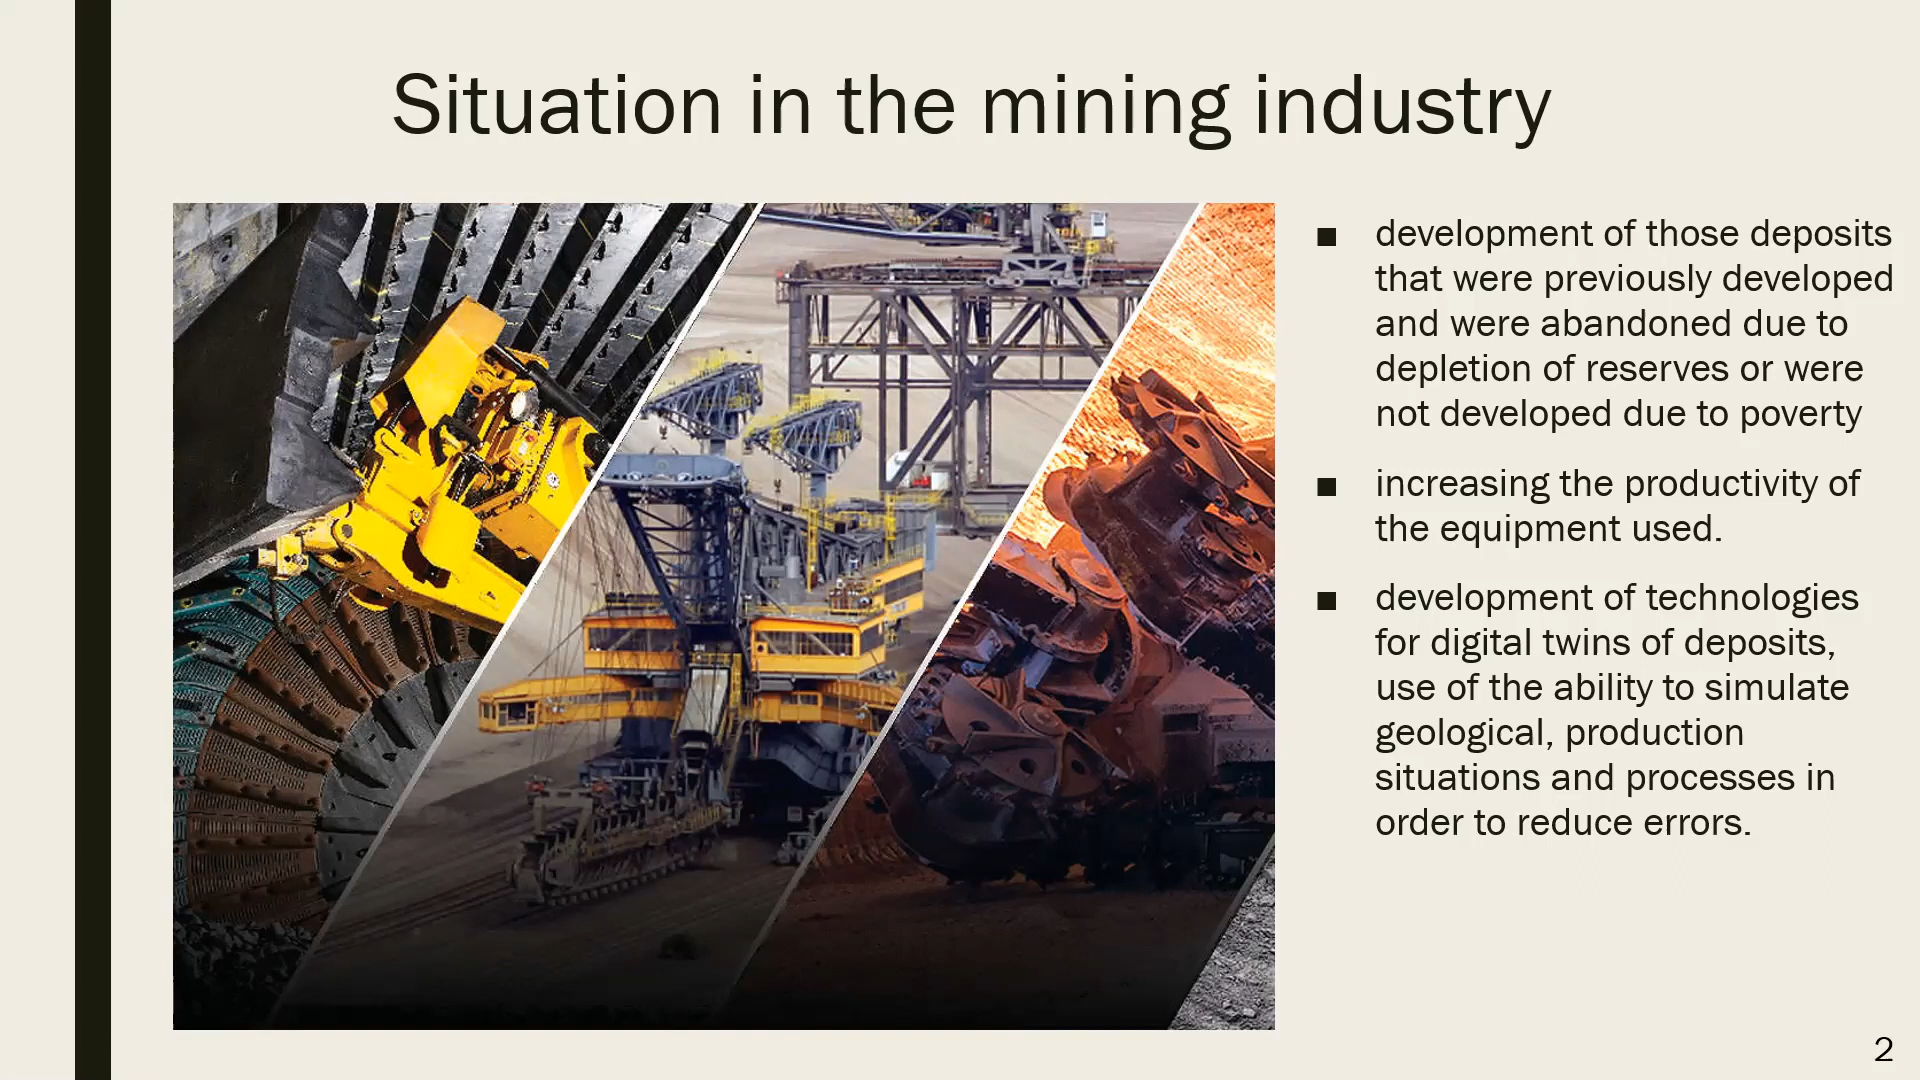 Situation in the mining industry
■ development of those deposits
that were previously developed
and were abandoned due to
depletion of reserves or were
not developed due to poverty
■ increasing the productivity of
the equipment used.
■ development of technologies
for digital twins of deposits,
use of the ability to simulate
geological, production
situations and processes in
order to reduce errors.
2